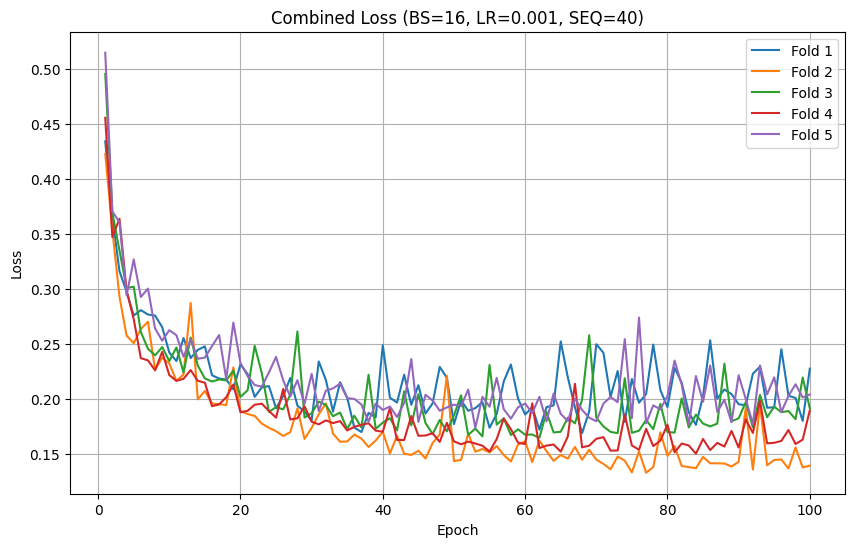 Combined Loss (BS=16, LR=0.001, SEQ=40)
Fold 1
Fold 2
Fold 3
Fold 4
Fold 5
Loss
0.50
0.45
0.40
0.35
0.30
0.25
0.20
0.15
0
20
40
60
80
100
Epoch